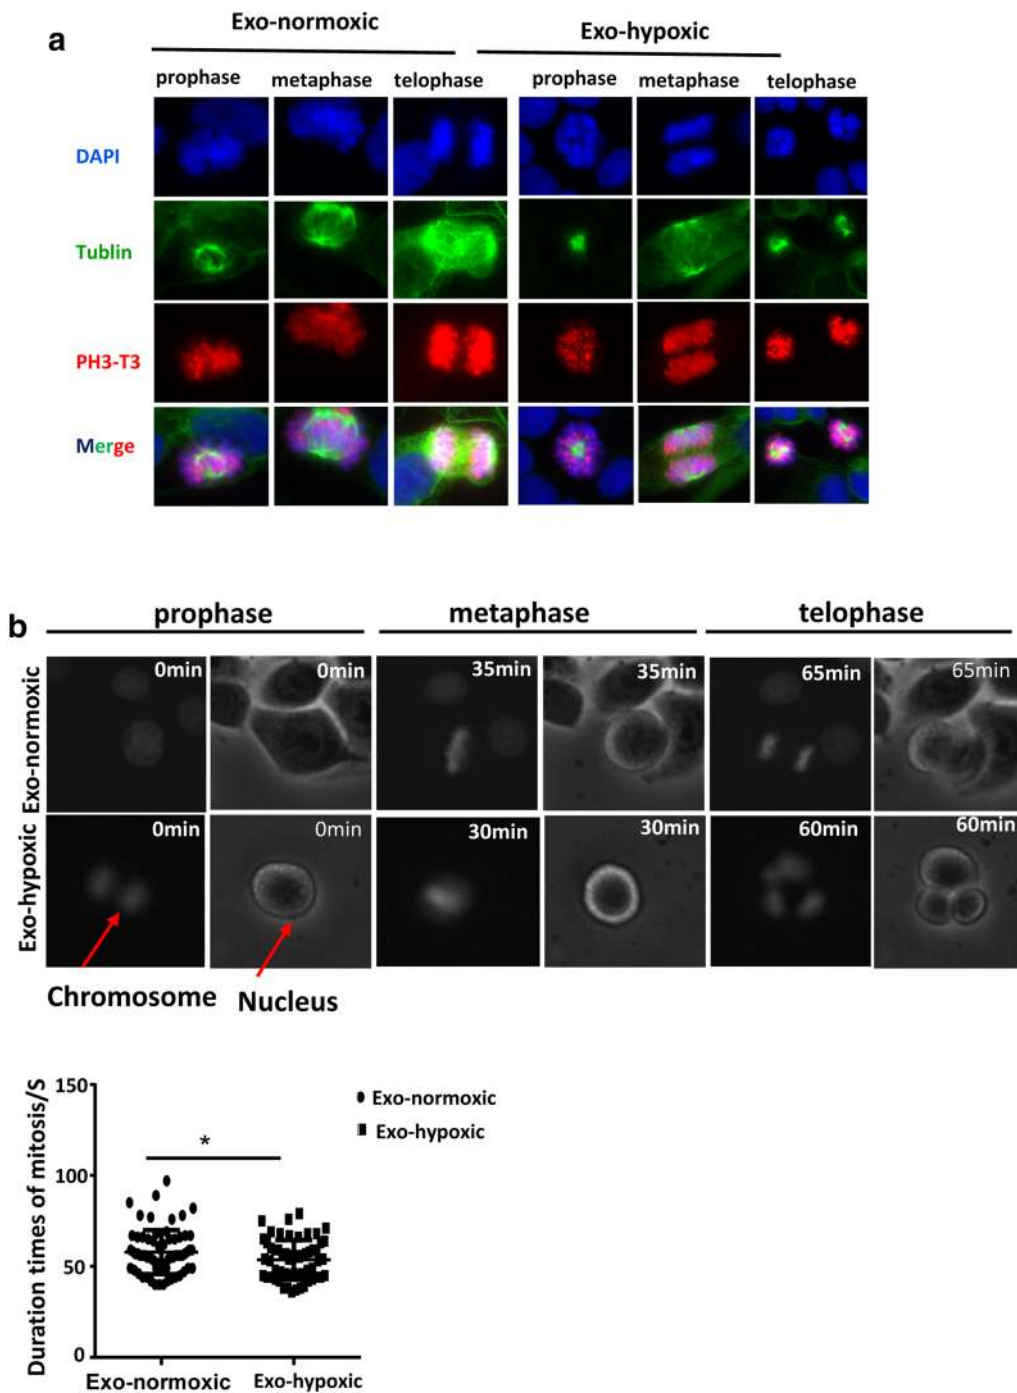 a
Exo-normoxic
Exo-hypoxic
prophase metaphase telophase prophase metaphase telophase
DAPI
Tublin
PH3-T3
Merge
b
prophase metaphase telophase
Exo-normoxic
0min 0min 35min 35min 65min 65min
Exo-hypoxic
0min 0min 30min 30min 60min 60min
Chromosome Nucleus
Duration times of mitosis/S
150
100
50
0
*
Exo-normoxic
Exo-hypoxic
Exo-normoxic Exo-hypoxic